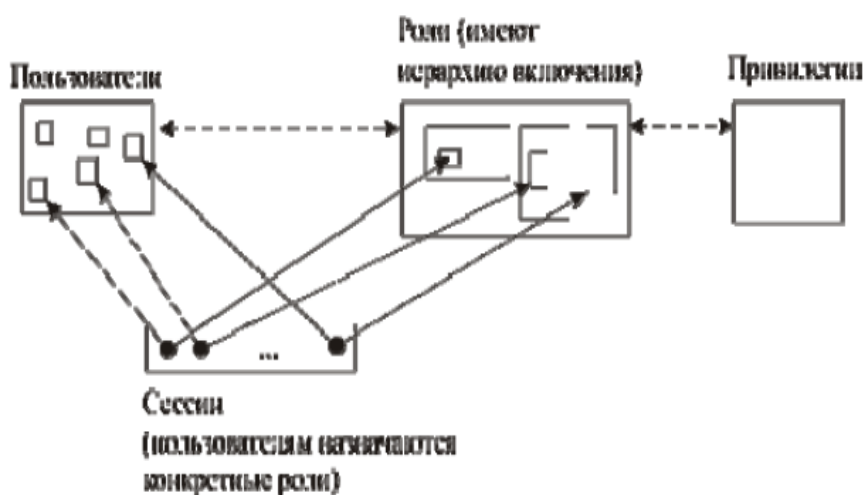 Пользователи
Роли (имеют
иерархию включения)
Привилегии
...
Сессии
(пользователям назначаются
конкретные роли)